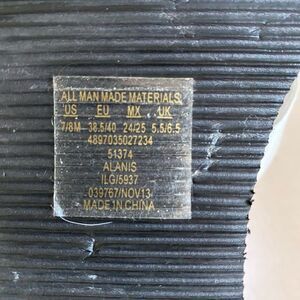 ALL MAN MADE MATERIALS
US EU MX UK
7/8M 38.5/40 24/25 5.5/6.5
4897035027234
51374
ALANIS
ILG/5937
039767/NOV13
MADE IN CHINA